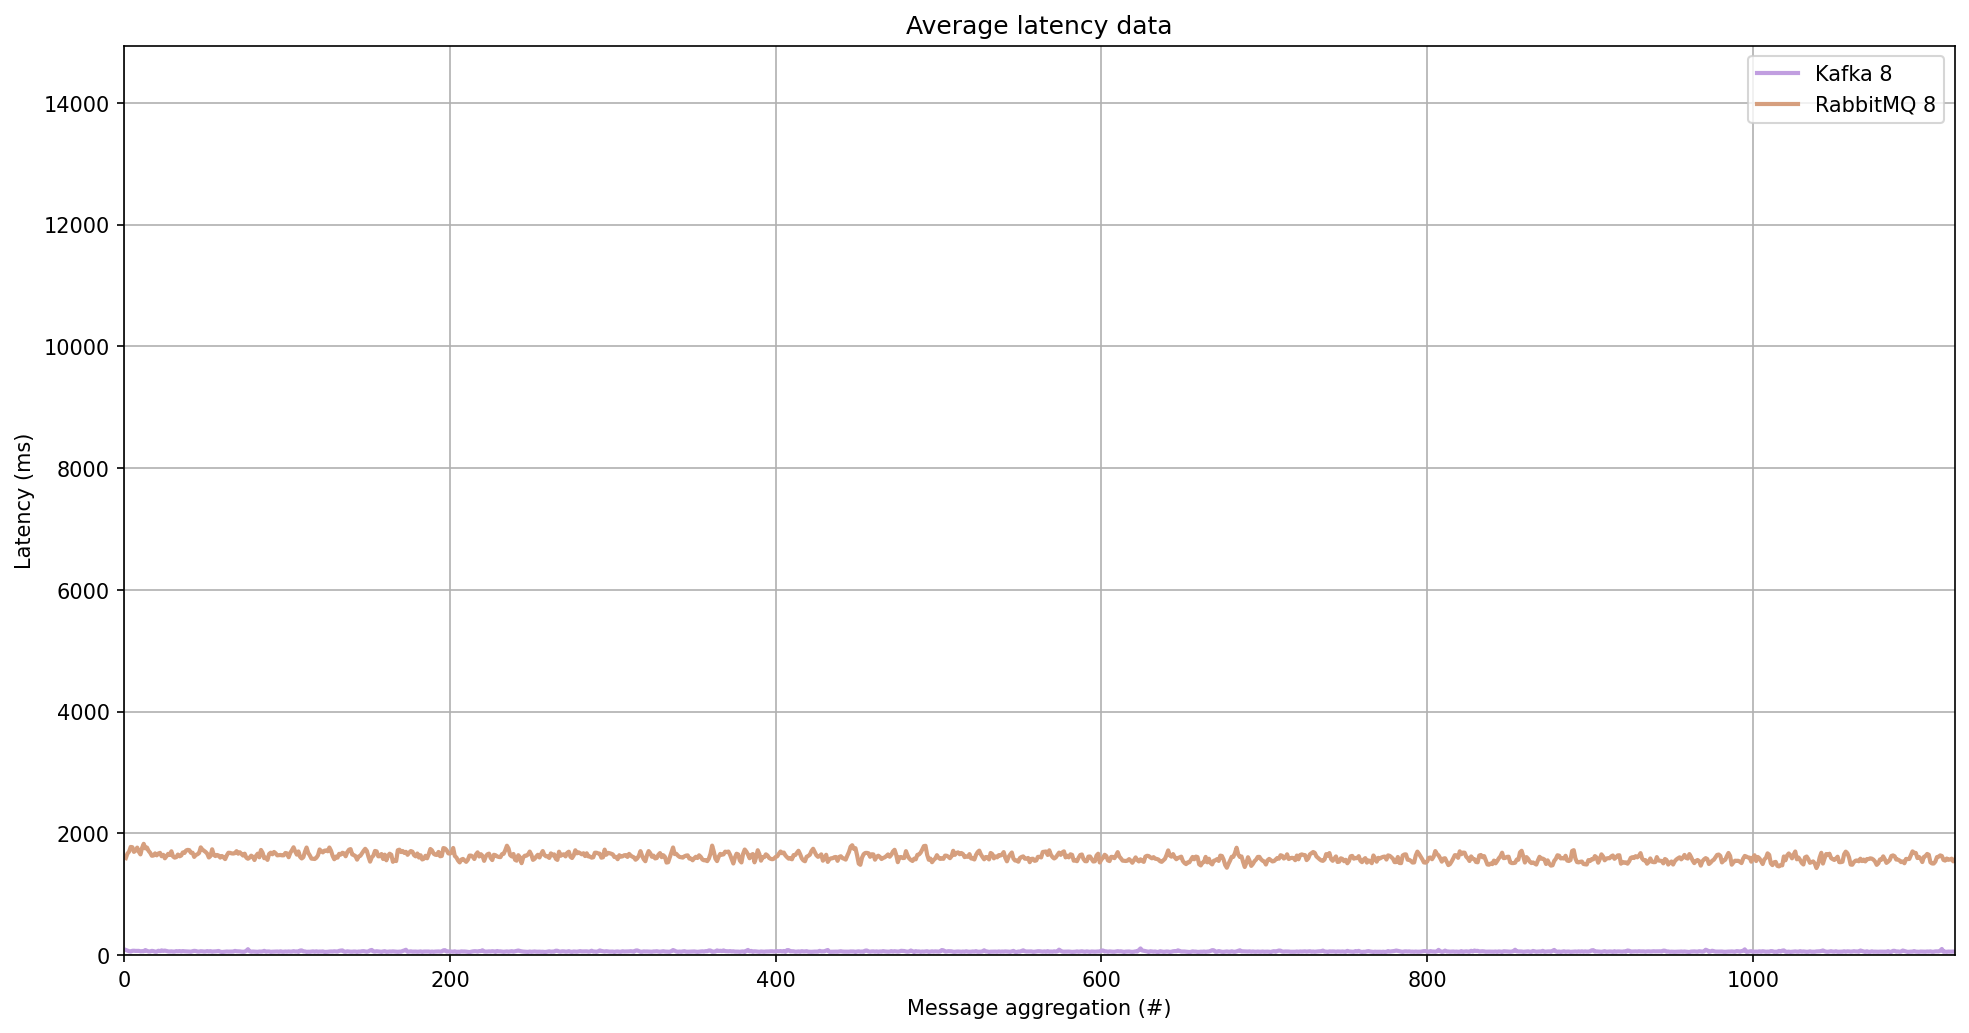 Average latency data
Kafka 8
RabbitMQ 8
14000
12000
10000
8000
6000
4000
2000
0
Latency (ms)
0 200 400 600 800 1000
Message aggregation (#)